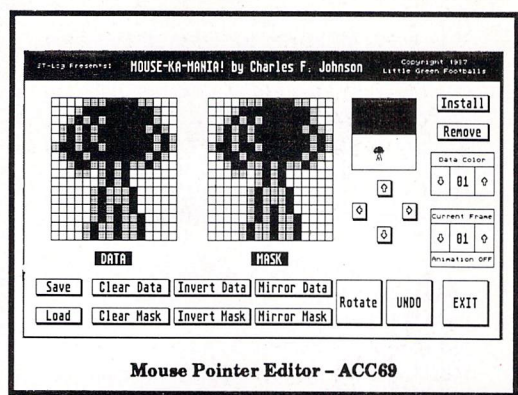 ST-Log Presents: MOUSE-KA-MANIA! by Charles F. Johnson Copyright 1987
Little Green Footballs
Install
Remove
Data Color
01
Current Frame
01
Animation OFF
DATA MASK
Save Clear Data Invert Data Mirror Data
Load Clear Mask Invert Mask Mirror Mask
Rotate UNDO EXIT
Mouse Pointer Editor – ACC69